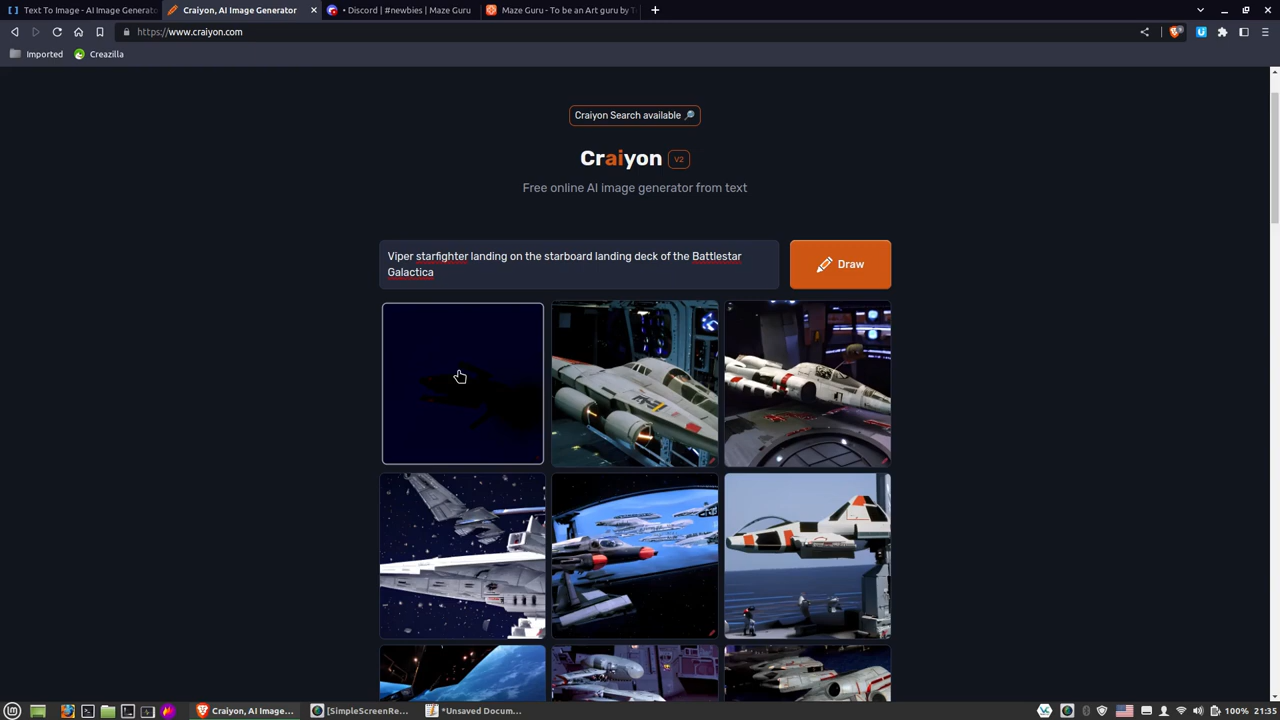 Text To Image - AI Image Generato
Craiyon, AI Image Generator
• Discord | #newbies | Maze Guru
Maze Guru - To be an Art guru by T
https://www.craiyon.com
Imported
Creazilla
Craiyon Search available
Craiyon V2
Free online AI image generator from text
Viper starfighter landing on the starboard landing deck of the Battlestar
Galactica
Draw
Craiyon, AI Image...
[SimpleScreenRe...
*Unsaved Docum...
100%
21:35